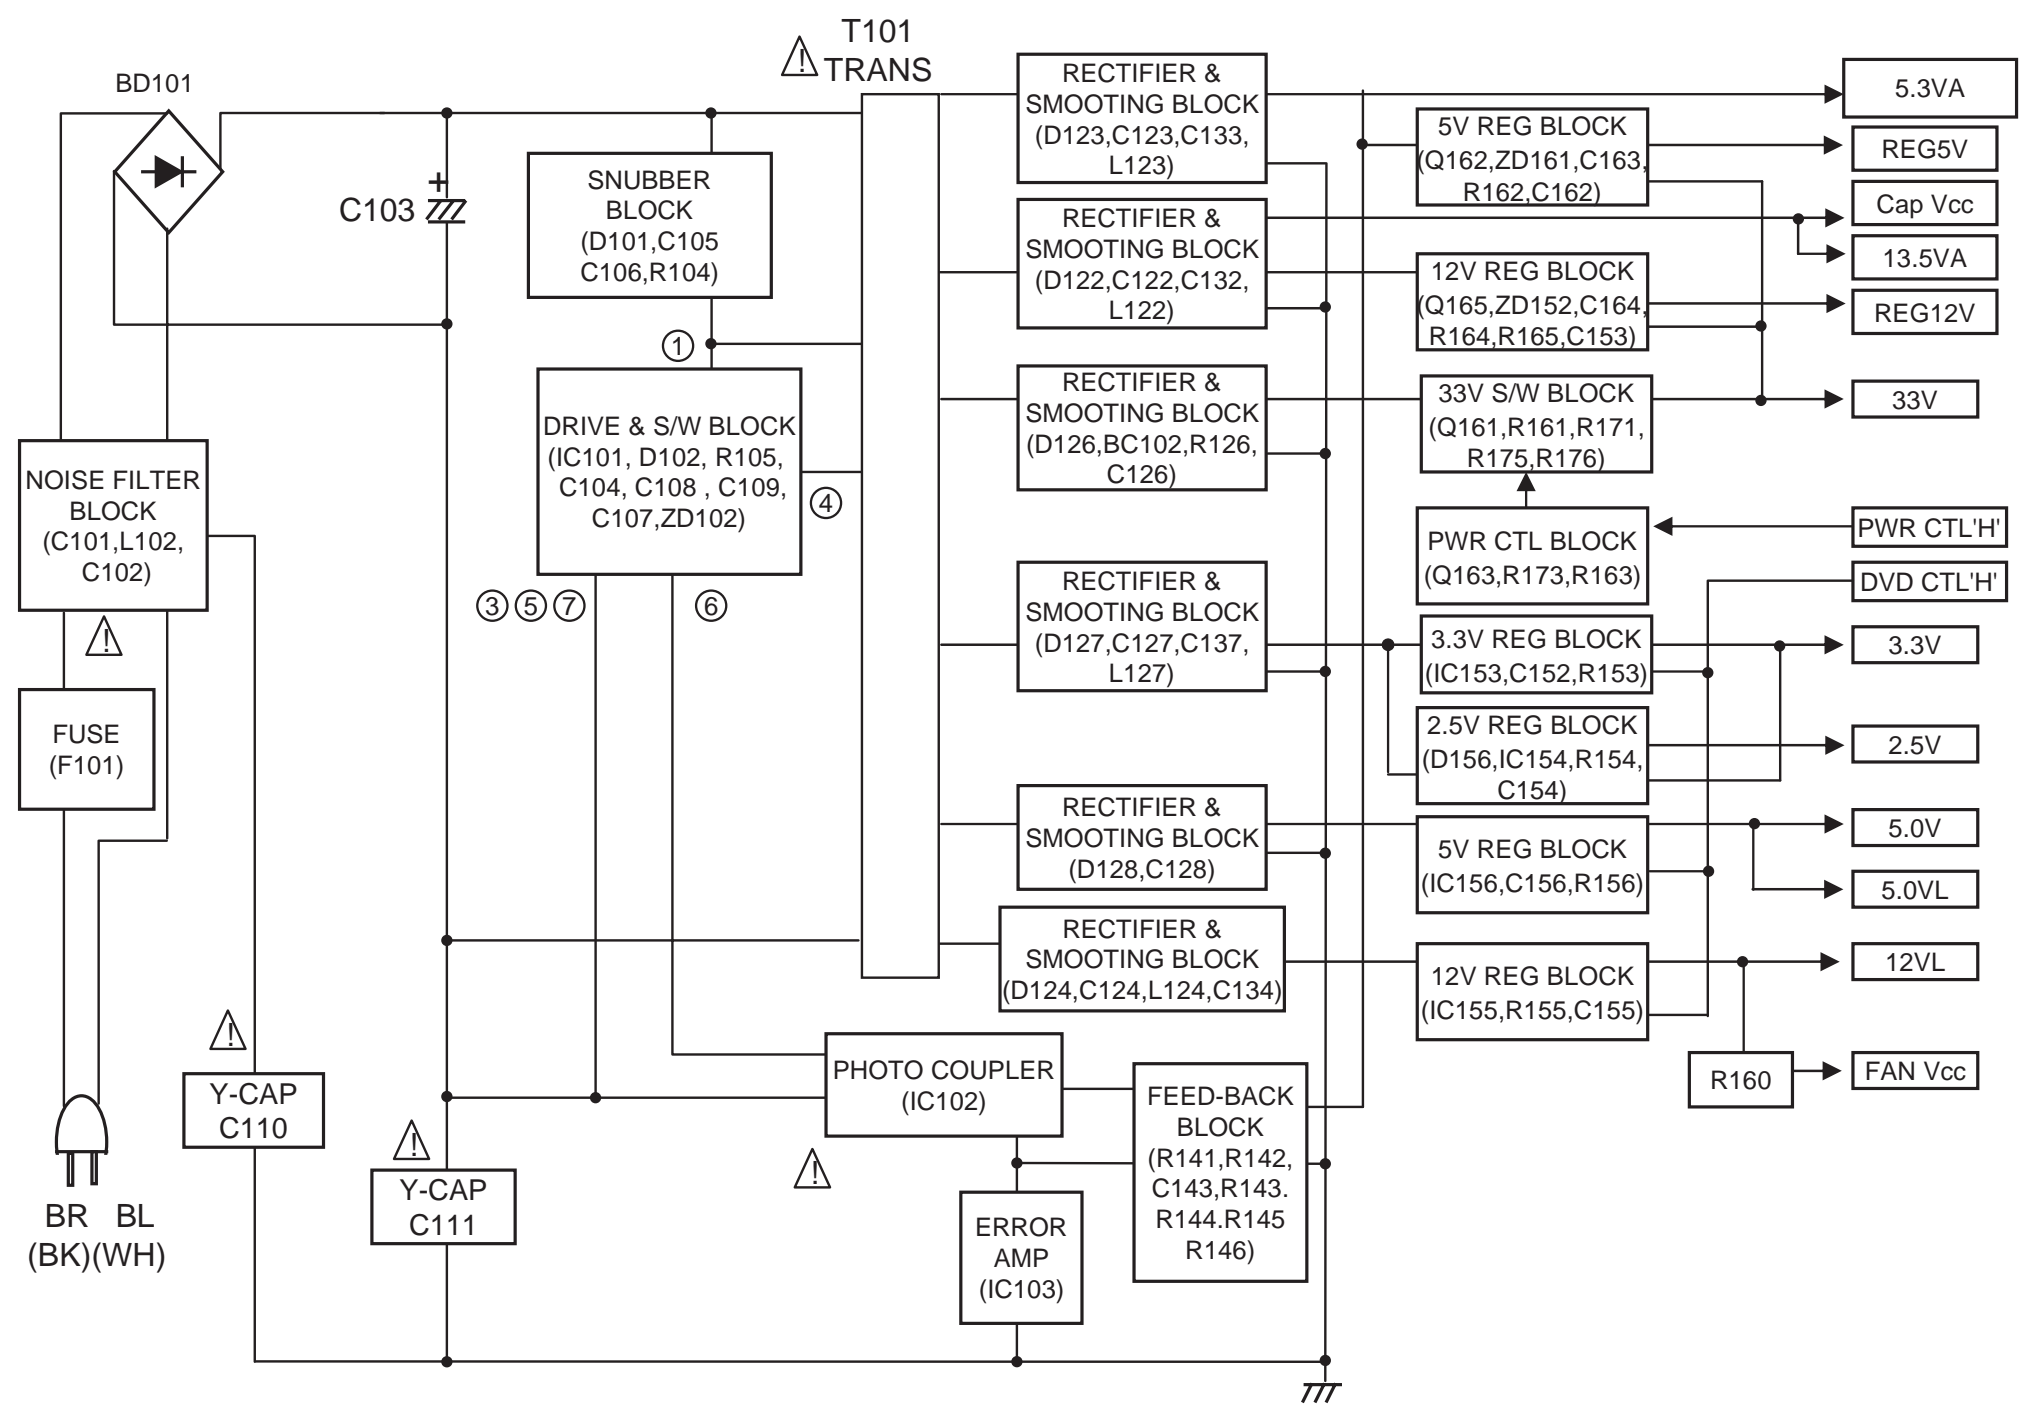 T101
TRANS
BD101
C103
+
SNUBBER
BLOCK
(D101,C105
C106,R104)
①
DRIVE & S/W BLOCK
(IC101, D102, R105,
C104, C108 , C109,
C107,ZD102)
④
③⑤⑦
⑥
NOISE FILTER
BLOCK
(C101,L102,
C102)
!
FUSE
(F101)
BR BL
(BK)(WH)
!
Y-CAP
C110
!
Y-CAP
C111
!
RECTIFIER &
SMOOTING BLOCK
(D123,C123,C133,
L123)
RECTIFIER &
SMOOTING BLOCK
(D122,C122,C132,
L122)
RECTIFIER &
SMOOTING BLOCK
(D126,BC102,R126,
C126)
RECTIFIER &
SMOOTING BLOCK
(D127,C127,C137,
L127)
RECTIFIER &
SMOOTING BLOCK
(D128,C128)
RECTIFIER &
SMOOTING BLOCK
(D124,C124,L124,C134)
PHOTO COUPLER
(IC102)
!
ERROR
AMP
(IC103)
FEED-BACK
BLOCK
(R141,R142,
C143,R143.
R144.R145
R146)
5V REG BLOCK
(Q162,ZD161,C163,
R162,C162)
12V REG BLOCK
(Q165,ZD152,C164,
R164,R165,C153)
33V S/W BLOCK
(Q161,R161,R171,
R175,R176)
PWR CTL BLOCK
(Q163,R173,R163)
3.3V REG BLOCK
(IC153,C152,R153)
2.5V REG BLOCK
(D156,IC154,R154,
C154)
5V REG BLOCK
(IC156,C156,R156)
12V REG BLOCK
(IC155,R155,C155)
R160
5.3VA
REG5V
Cap Vcc
13.5VA
REG12V
33V
PWR CTL'H'
DVD CTL'H'
3.3V
2.5V
5.0V
5.0VL
12VL
FAN Vcc